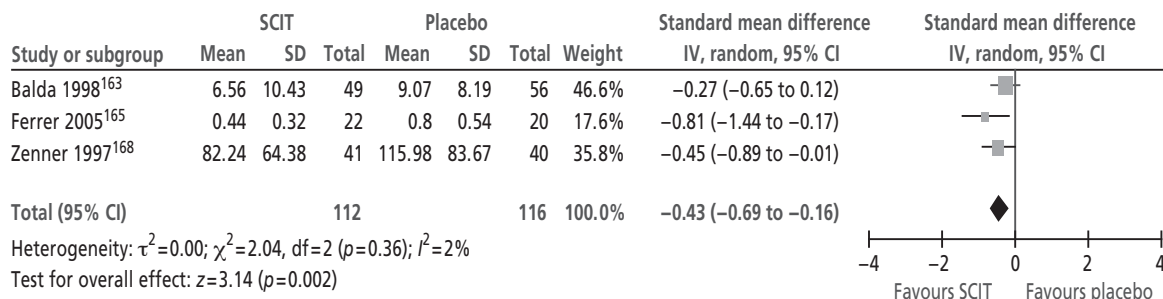 SCIT Placebo Standard mean difference Standard mean difference
Study or subgroup Mean SD Total Mean SD Total Weight IV, random, 95% CI IV, random, 95% CI
Balda 1998¹⁶³ 6.56 10.43 49 9.07 8.19 56 46.6% −0.27 (−0.65 to 0.12)
Ferrer 2005¹⁶⁵ 0.44 0.32 22 0.8 0.54 20 17.6% −0.81 (−1.44 to −0.17)
Zenner 1997¹⁶⁸ 82.24 64.38 41 115.98 83.67 40 35.8% −0.45 (−0.89 to −0.01)
Total (95% CI) 112 116 100.0% −0.43 (−0.69 to −0.16)
Heterogeneity: τ²=0.00; χ²=2.04, df=2 (p=0.36); I²=2%
Test for overall effect: z=3.14 (p=0.002)
−4 −2 0 2 4
Favours SCIT Favours placebo